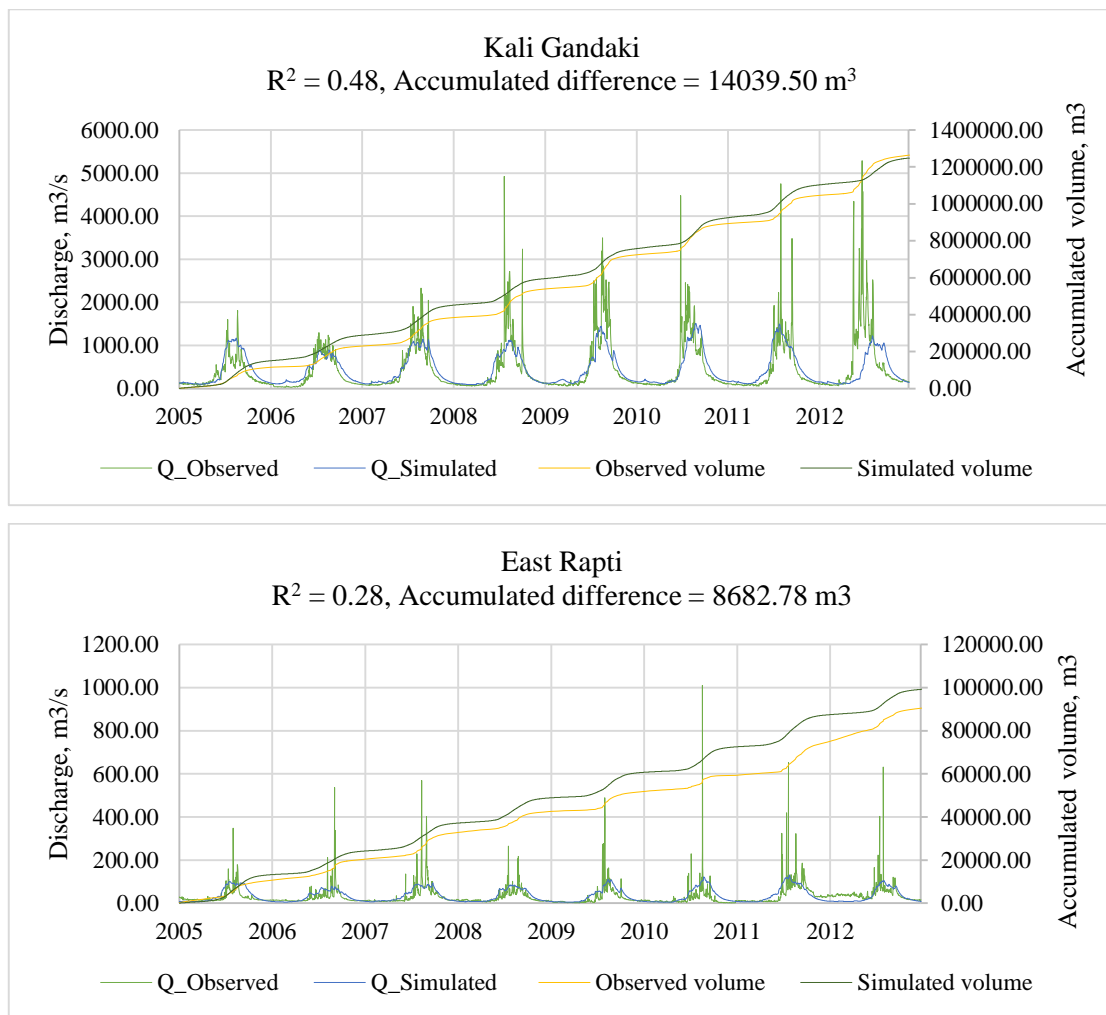 Kali Gandaki
R² = 0.48, Accumulated difference = 14039.50 m³
Discharge, m3/s
6000.00
5000.00
4000.00
3000.00
2000.00
1000.00
0.00
1400000.00
1200000.00
1000000.00
800000.00
600000.00
400000.00
200000.00
0.00
Accumulated volume, m3
2005 2006 2007 2008 2009 2010 2011 2012
Q_Observed Q_Simulated Observed volume Simulated volume
East Rapti
R² = 0.28, Accumulated difference = 8682.78 m3
Discharge, m3/s
1200.00
1000.00
800.00
600.00
400.00
200.00
0.00
120000.00
100000.00
80000.00
60000.00
40000.00
20000.00
0.00
Accumulated volume, m3
2005 2006 2007 2008 2009 2010 2011 2012
Q_Observed Q_Simulated Observed volume Simulated volume